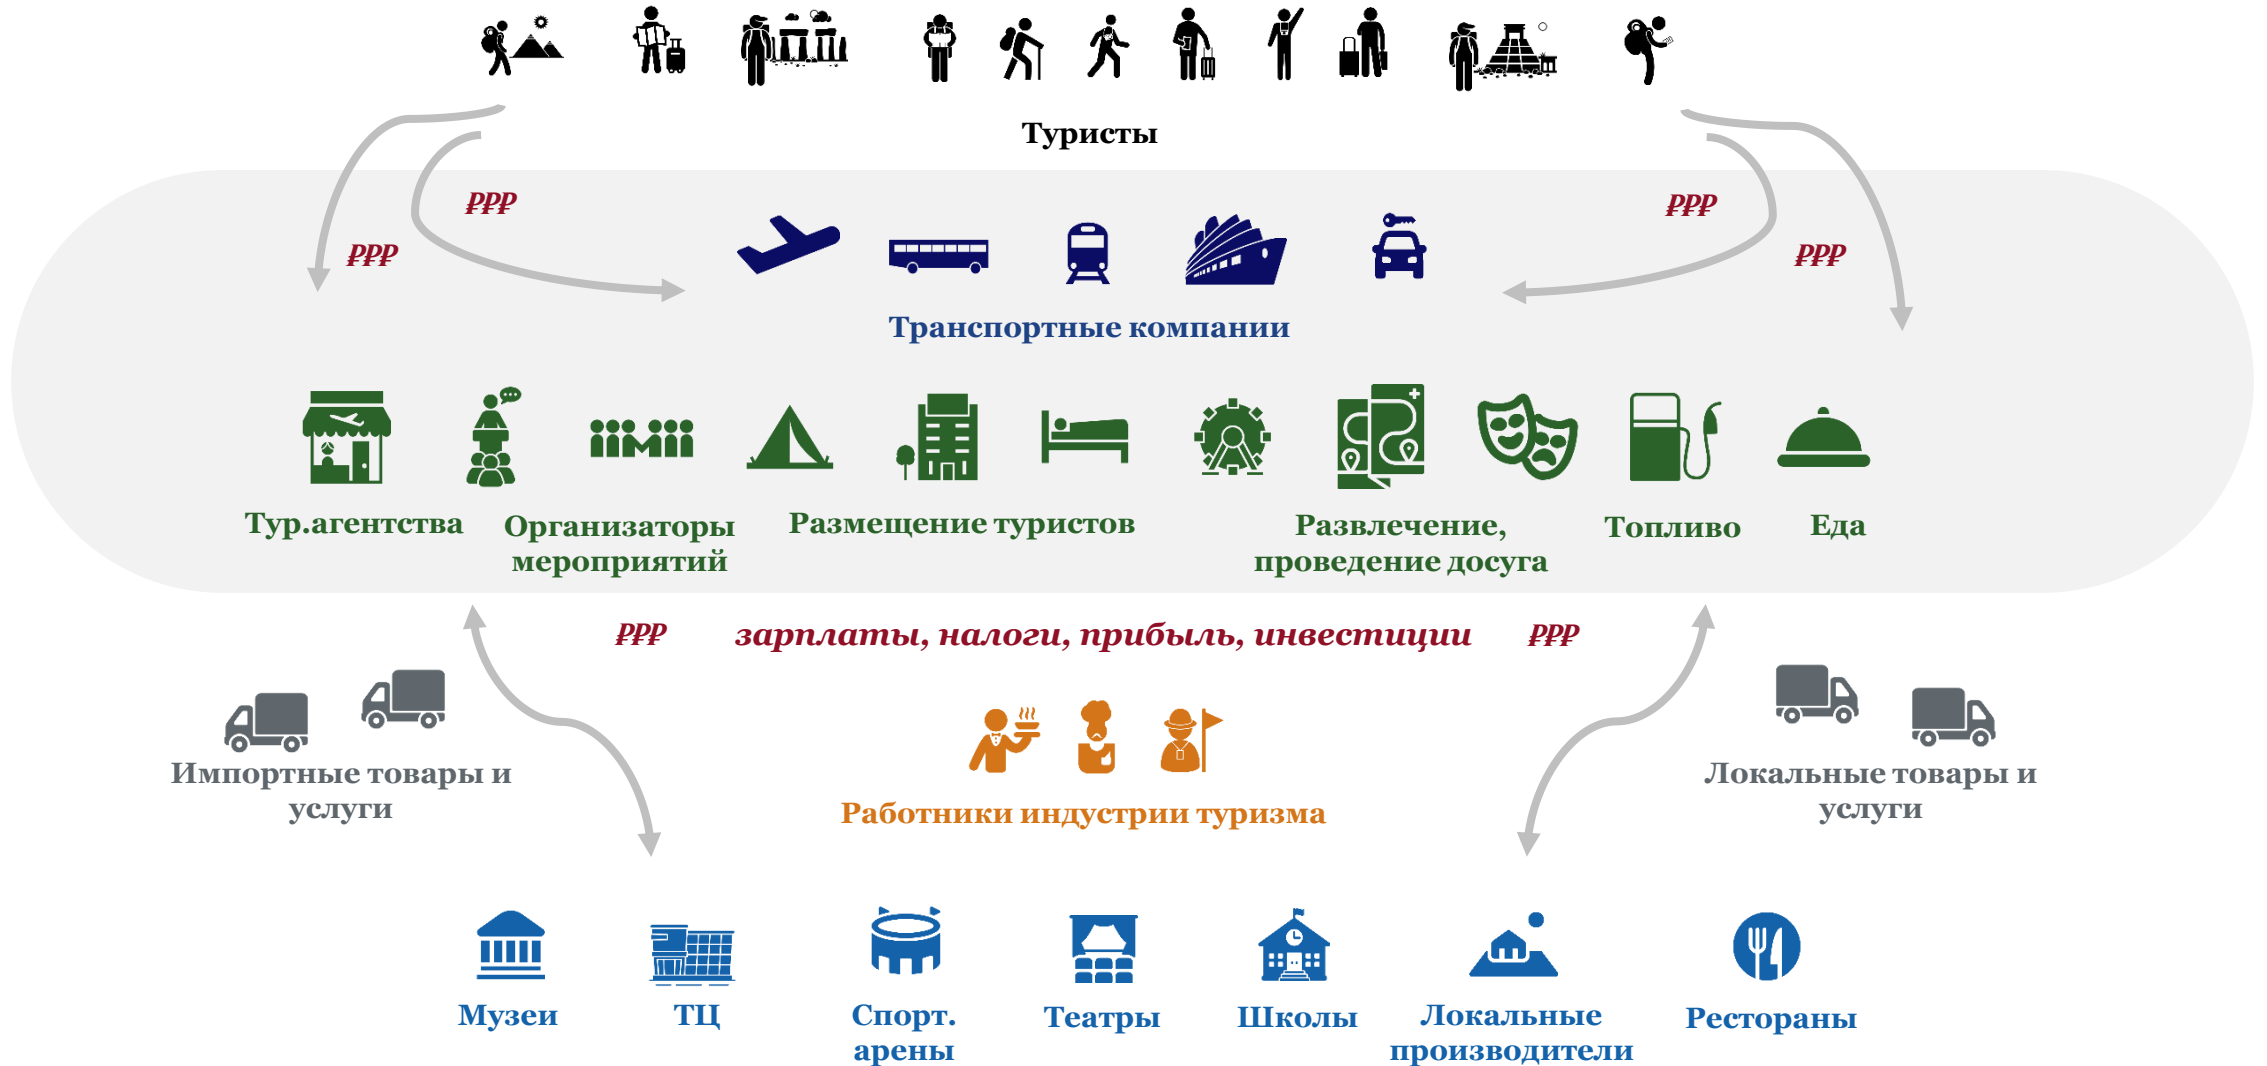 Туристы
₽₽₽
₽₽₽
₽₽₽
₽₽₽
Транспортные компании
Тур.агентства
Организаторы
мероприятий
Размещение туристов
Развлечение,
проведение досуга
Топливо
Еда
₽₽₽ зарплаты, налоги, прибыль, инвестиции ₽₽₽
Импортные товары и
услуги
Работники индустрии туризма
Локальные товары и
услуги
Музеи
ТЦ
Спорт.
арены
Театры
Школы
Локальные
производители
Рестораны